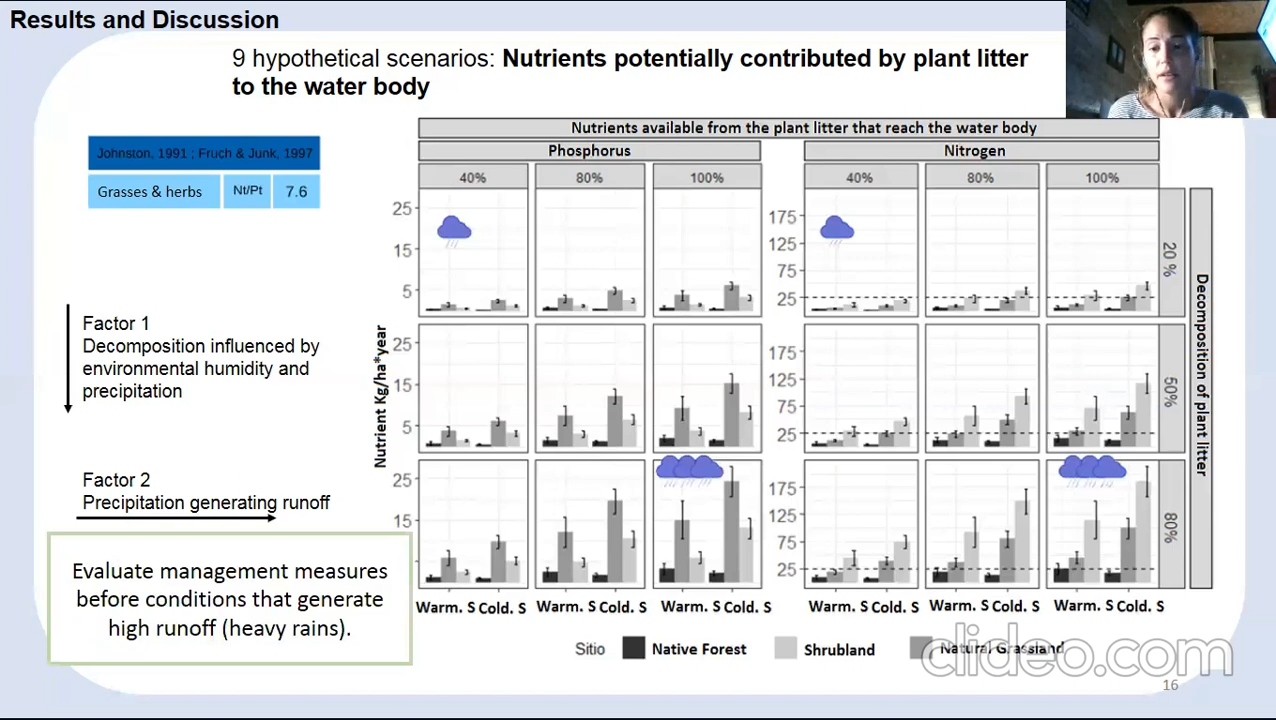 Results and Discussion
9 hypothetical scenarios: Nutrients potentially contributed by plant litter
to the water body
Johnston, 1991 ; Fruch & Junk, 1997
Grasses & herbs Nt/Pt 7.6
Factor 1
Decomposition influenced by
environmental humidity and
precipitation
Factor 2
Precipitation generating runoff
Evaluate management measures
before conditions that generate
high runoff (heavy rains).
Nutrients available from the plant litter that reach the water body
Phosphorus Nitrogen
40% 80% 100% 40% 80% 100%
Nutrient Kg/ha*year
25
15
5
175
125
75
25
20 %
25
15
5
175
125
75
25
50%
25
15
175
125
75
25
80%
Decomposition of plant litter
Warm. S Cold. S Warm. S Cold. S Warm. S Cold. S Warm. S Cold. S Warm. S Cold. S Warm. S Cold. S
Sitio Native Forest Shrubland Natural Grassland
clideo.com
16